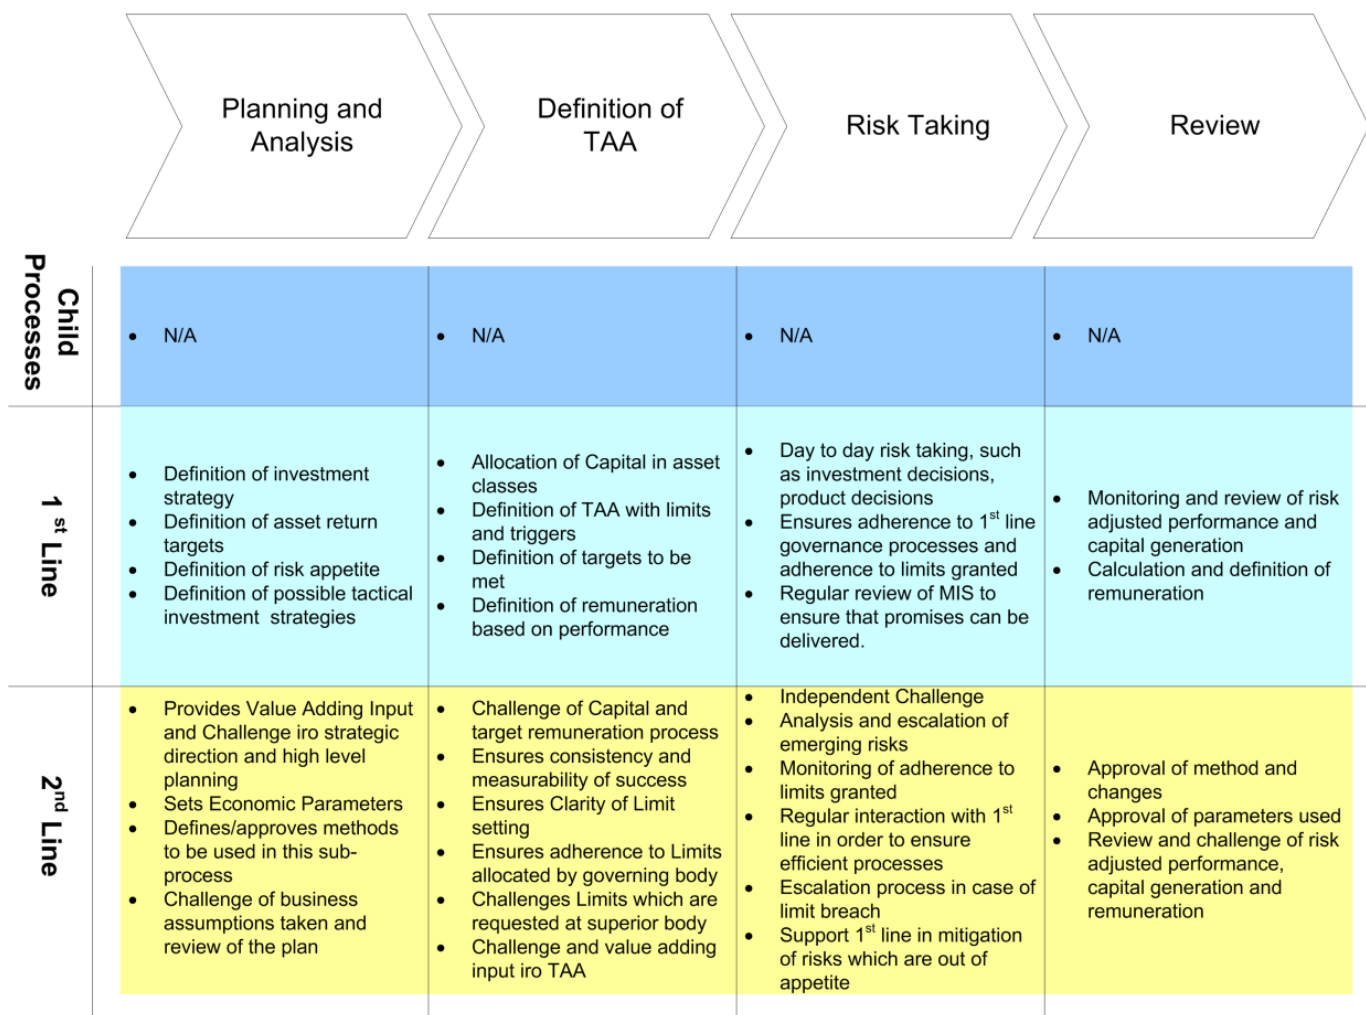 Planning and
Analysis
Definition of
TAA
Risk Taking
Review
Child
Processes
• N/A
• N/A
• N/A
• N/A
1 st Line
• Definition of investment
strategy
• Definition of asset return
targets
• Definition of risk appetite
• Definition of possible tactical
investment strategies
• Allocation of Capital in asset
classes
• Definition of TAA with limits
and triggers
• Definition of targets to be
met
• Definition of remuneration
based on performance
• Day to day risk taking, such
as investment decisions,
product decisions
• Ensures adherence to 1st line
governance processes and
adherence to limits granted
• Regular review of MIS to
ensure that promises can be
delivered.
• Monitoring and review of risk
adjusted performance and
capital generation
• Calculation and definition of
remuneration
2nd Line
• Provides Value Adding Input
and Challenge iro strategic
direction and high level
planning
• Sets Economic Parameters
• Defines/approves methods
to be used in this sub-
process
• Challenge of business
assumptions taken and
review of the plan
• Challenge of Capital and
target remuneration process
• Ensures consistency and
measurability of success
• Ensures Clarity of Limit
setting
• Ensures adherence to Limits
allocated by governing body
• Challenges Limits which are
requested at superior body
• Challenge and value adding
input iro TAA
• Independent Challenge
• Analysis and escalation of
emerging risks
• Monitoring of adherence to
limits granted
• Regular interaction with 1st
line in order to ensure
efficient processes
• Escalation process in case of
limit breach
• Support 1st line in mitigation
of risks which are out of
appetite
• Approval of method and
changes
• Approval of parameters used
• Review and challenge of risk
adjusted performance,
capital generation and
remuneration